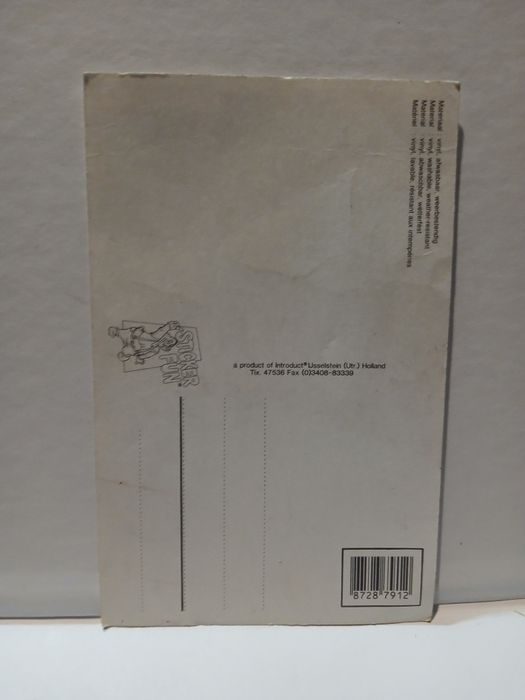 Materiaal : vinyl, afwasbaar, weerbestendig
Material : vinyl, washable, weather-resistant
Material : vinyl, abwaschbar, wetterfest
Matériel : vinyl, lavable, résistant aux intempéries
STICKER
FUN®
a product of Introduct® IJsselstein (Utr.) Holland
Tlx. 47536 Fax (0)3408-83339
8728"7912"